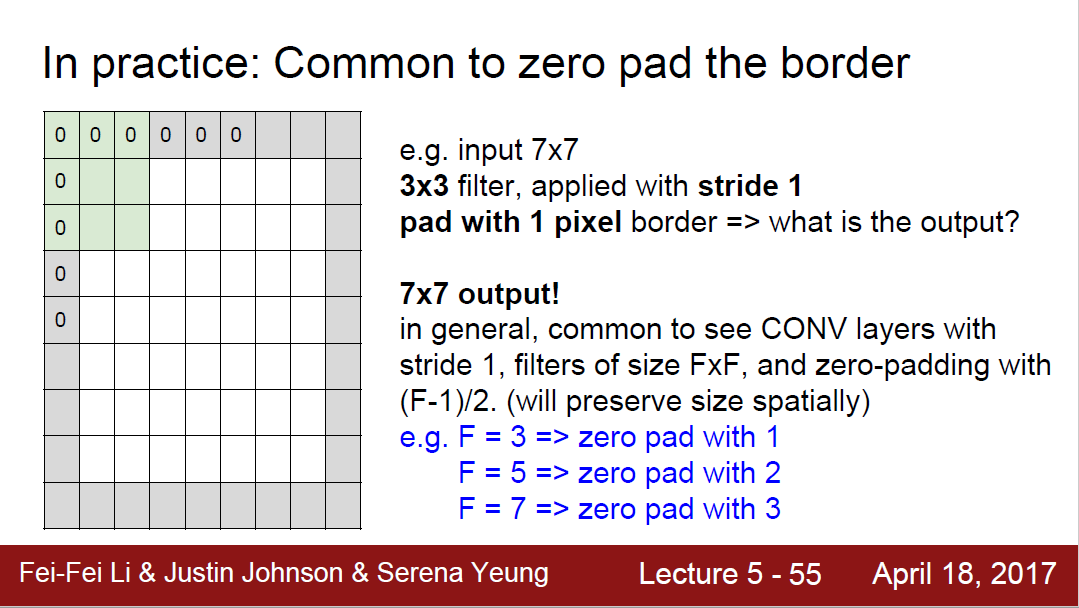 In practice: Common to zero pad the border
0 0 0 0 0 0
0
0
0
0
e.g. input 7x7
3x3 filter, applied with stride 1
pad with 1 pixel border => what is the output?
7x7 output!
in general, common to see CONV layers with
stride 1, filters of size FxF, and zero-padding with
(F-1)/2. (will preserve size spatially)
e.g. F = 3 => zero pad with 1
F = 5 => zero pad with 2
F = 7 => zero pad with 3
Fei-Fei Li & Justin Johnson & Serena Yeung Lecture 5 - 55 April 18, 2017